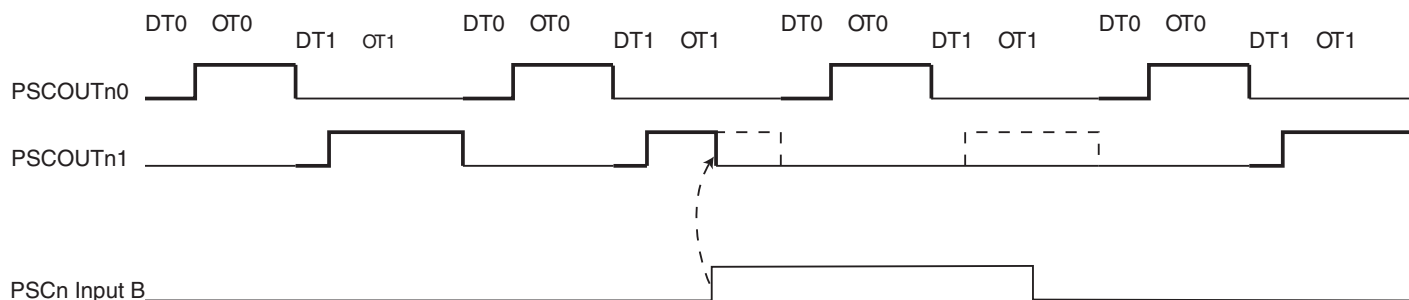 DT0 OT0 DT0 OT0 DT0 OT0 DT0 OT0
DT1 OT1 DT1 OT1 DT1 OT1 DT1 OT1
PSCOUTn0
PSCOUTn1
PSCn Input B